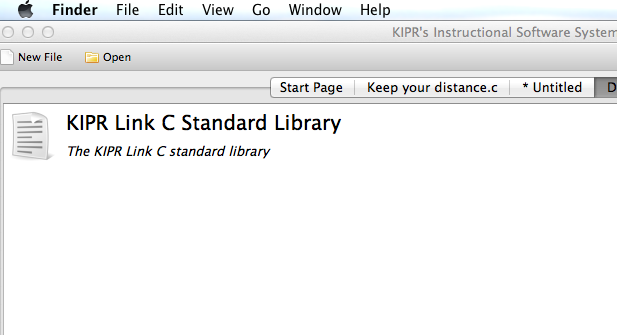 Finder File Edit View Go Window Help
KIPR's Instructional Software System
New File Open
Start Page Keep your distance.c * Untitled D
KIPR Link C Standard Library
The KIPR Link C standard library